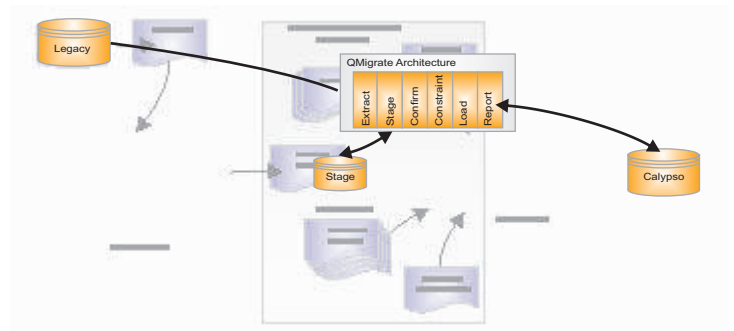 Legacy
QMigrate Architecture
Extract
Stage
Confirm
Constraint
Load
Report
Stage
Calypso